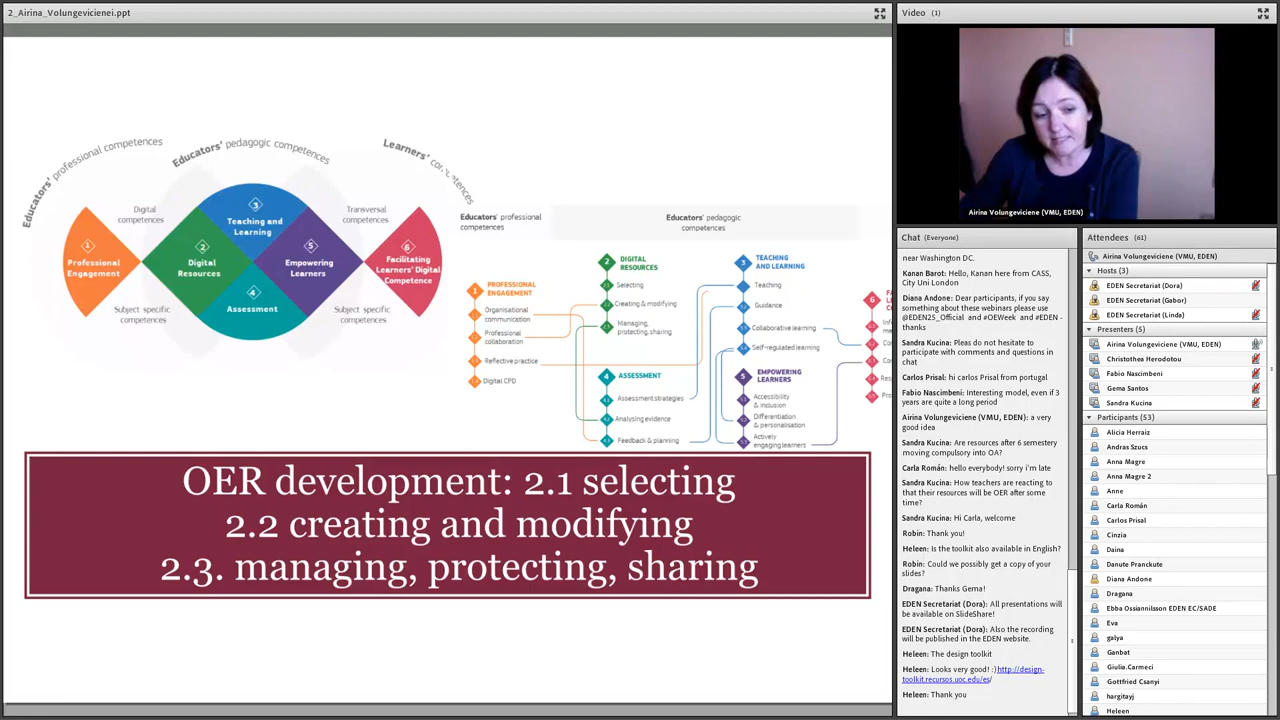 2_Airina_Volungevicienei.ppt
Educators' professional competences
Educators' pedagogic competences
Learners' competences
Digital
competences
Transversal
competences
1
Professional
Engagement
2
Digital
Resources
3
Teaching and
Learning
4
Assessment
5
Empowering
Learners
6
Facilitating
Learners' Digital
Competence
Subject specific
competences
Subject specific
competences
Educators' professional
competences
Educators' pedagogic
competences
1
PROFESSIONAL
ENGAGEMENT
Organisational
communication
Professional
collaboration
Reflective practice
Digital CPD
2
DIGITAL
RESOURCES
Selecting
Creating & modifying
Managing,
protecting, sharing
4
ASSESSMENT
Assessment strategies
Analysing evidence
Feedback & planning
3
TEACHING
AND LEARNING
Teaching
Guidance
Collaborative learning
Self-regulated learning
5
EMPOWERING
LEARNERS
Accessibility
& inclusion
Differentiation
& personalisation
Actively
engaging learners
6
OER development: 2.1 selecting
2.2 creating and modifying
2.3. managing, protecting, sharing
Video (1)
Airina Volungeviciene (VMU, EDEN)
Chat (Everyone)
near Washington DC.
Kanan Barot: Hello, Kanan here from CASS,
City Uni London
Diana Andone: Dear participants, if you say
something about these webinars please use
@EDEN25_Official and #OEWeek and #EDEN -
thanks
Sandra Kucina: Pleas do not hesitate to
participate with comments and questions in
chat
Carlos Prisal: hi carlos Prisal from portugal
Fabio Nascimbeni: Interesting model, even if 3
years are quite a long period
Airina Volungeviciene (VMU, EDEN): a very
good idea
Sandra Kucina: Are resources after 6 semestery
moving compulsory into OA?
Carla Román: hello everybody! sorry i'm late
Sandra Kucina: How teachers are reacting to
that their resources will be OER after some
time?
Sandra Kucina: Hi Carla, welcome
Robin: Thank you!
Heleen: Is the toolkit also available in English?
Robin: Could we possibly get a copy of your
slides?
Dragana: Thanks Gema!
EDEN Secretariat (Dora): All presentations will
be available on SlideShare!
EDEN Secretariat (Dora): Also the recording
will be published in the EDEN website.
Heleen: The design toolkit
Heleen: Looks very good! :)http://design-
toolkit.recursos.uoc.edu/es/
Heleen: Thank you
Attendees (61)
Airina Volungeviciene (VMU, EDEN)
Hosts (3)
EDEN Secretariat (Dora)
EDEN Secretariat (Gabor)
EDEN Secretariat (Linda)
Presenters (5)
Airina Volungeviciene (VMU, EDEN)
Christothea Herodotou
Fabio Nascimbeni
Gema Santos
Sandra Kucina
Participants (53)
Alicia Herraiz
Andras Szucs
Anna Magre
Anna Magre 2
Anne
Carla Román
Carlos Prisal
Cinzia
Daina
Danute Pranckute
Diana Andone
Dragana
Ebba Ossiannilsson EDEN EC/SADE
Eva
galya
Ganbat
Giulia.Carmeci
Gottfried Csanyi
hargitayj
Heleen